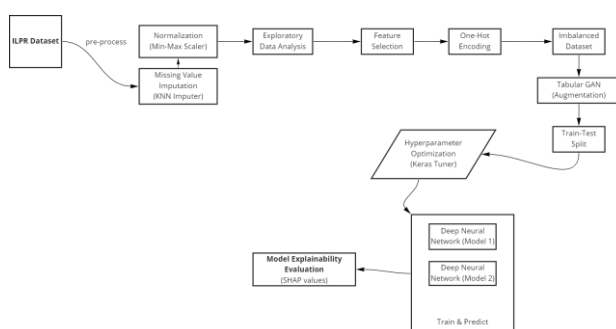 ILPR Dataset
pre-process
Normalization
(Min-Max Scaler)
Missing Value
Imputation
(KNN Imputer)
Exploratory
Data Analysis
Feature
Selection
One-Hot
Encoding
Imbalanced
Dataset
Tabular GAN
(Augmentation)
Train-Test
Split
Hyperparameter
Optimization
(Keras Tuner)
Deep Neural
Network (Model 1)
Deep Neural
Network (Model 2)
Train & Predict
Model Explainability
Evaluation
(SHAP values)